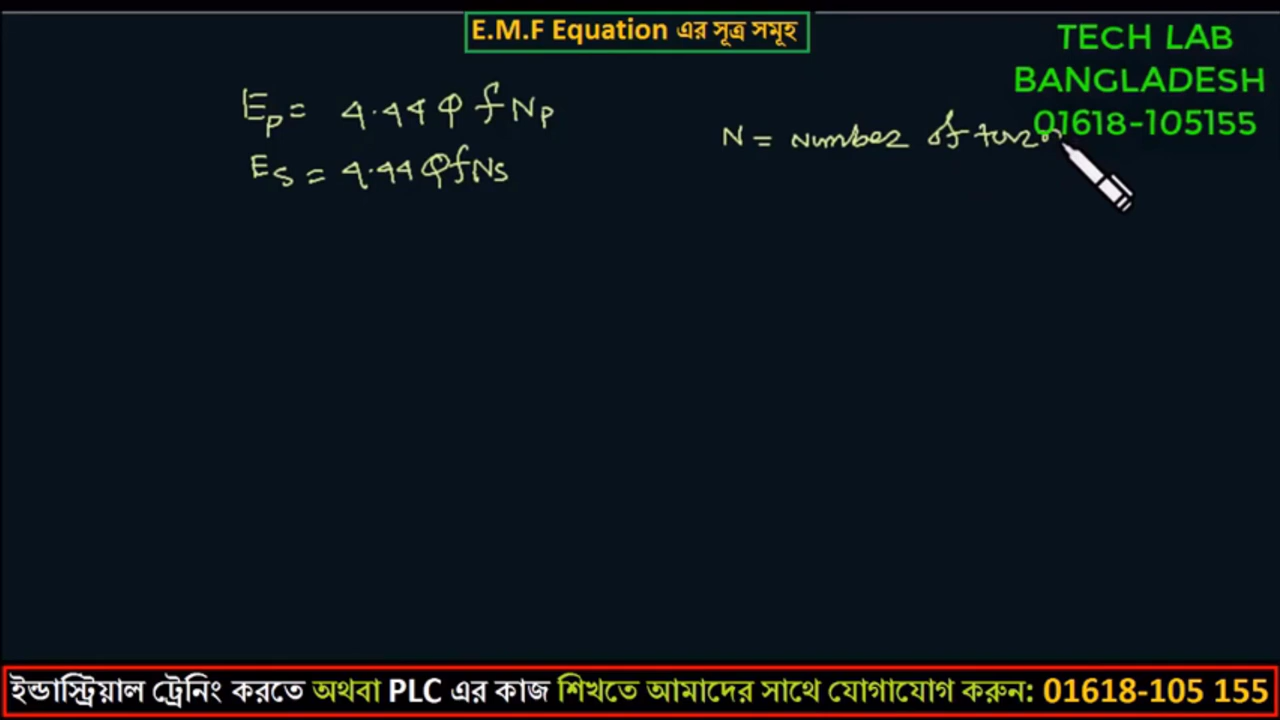 E.M.F Equation এর সূত্র সমূহ
TECH LAB
BANGLADESH
01618-105155
Ep = 4.44 φ f Np
Es = 4.44 φ f Ns
N = Number of turn
ইন্ডাস্ট্রিয়াল ট্রেনিং করতে অথবা PLC এর কাজ শিখতে আমাদের সাথে যোগাযোগ করুন: 01618-105 155